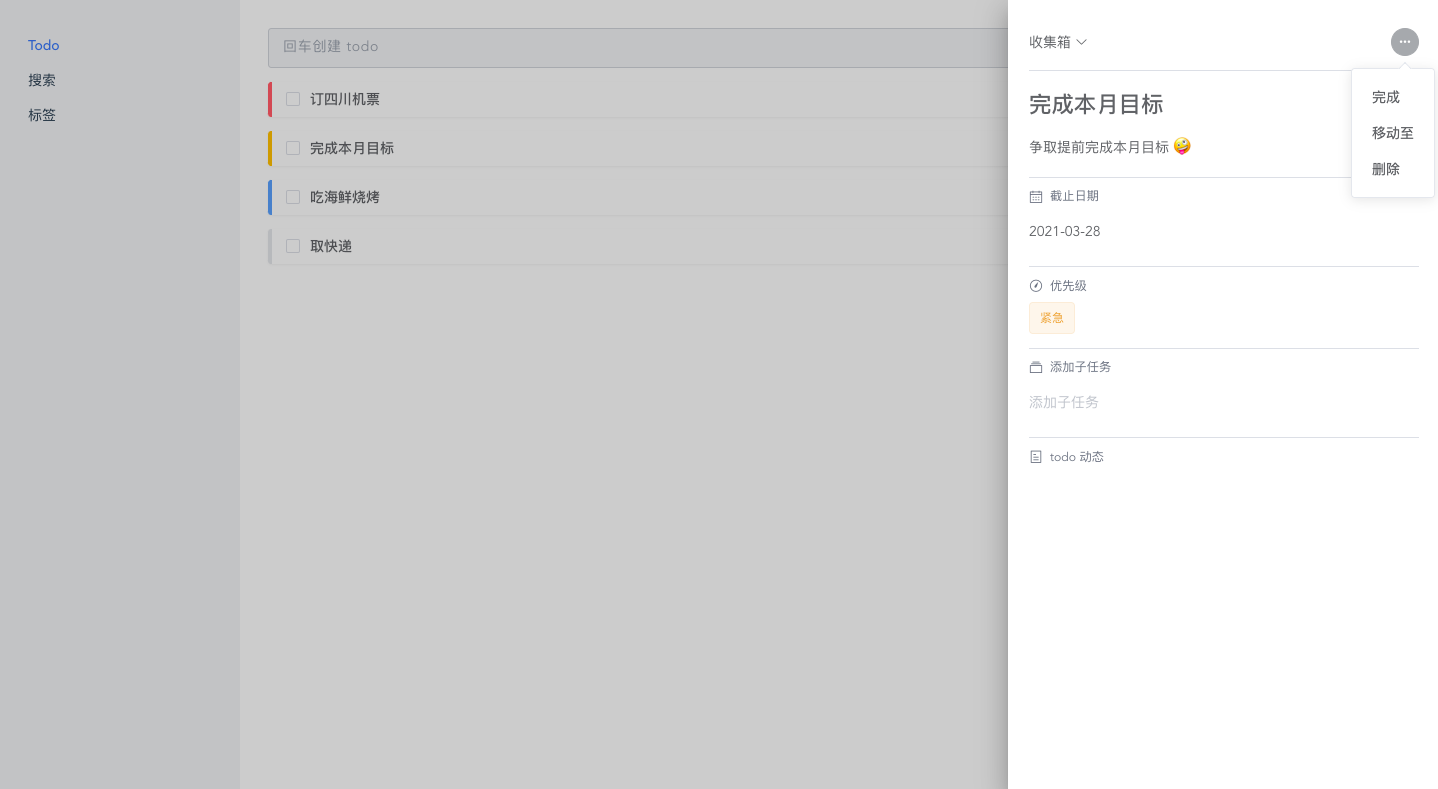 Todo
搜索
标签
回车创建 todo
订四川机票
完成本月目标
吃海鲜烧烤
取快递
收集箱
完成
移动至
删除
完成本月目标
争取提前完成本月目标 🤪
截止日期
2021-03-28
优先级
紧急
添加子任务
添加子任务
todo 动态